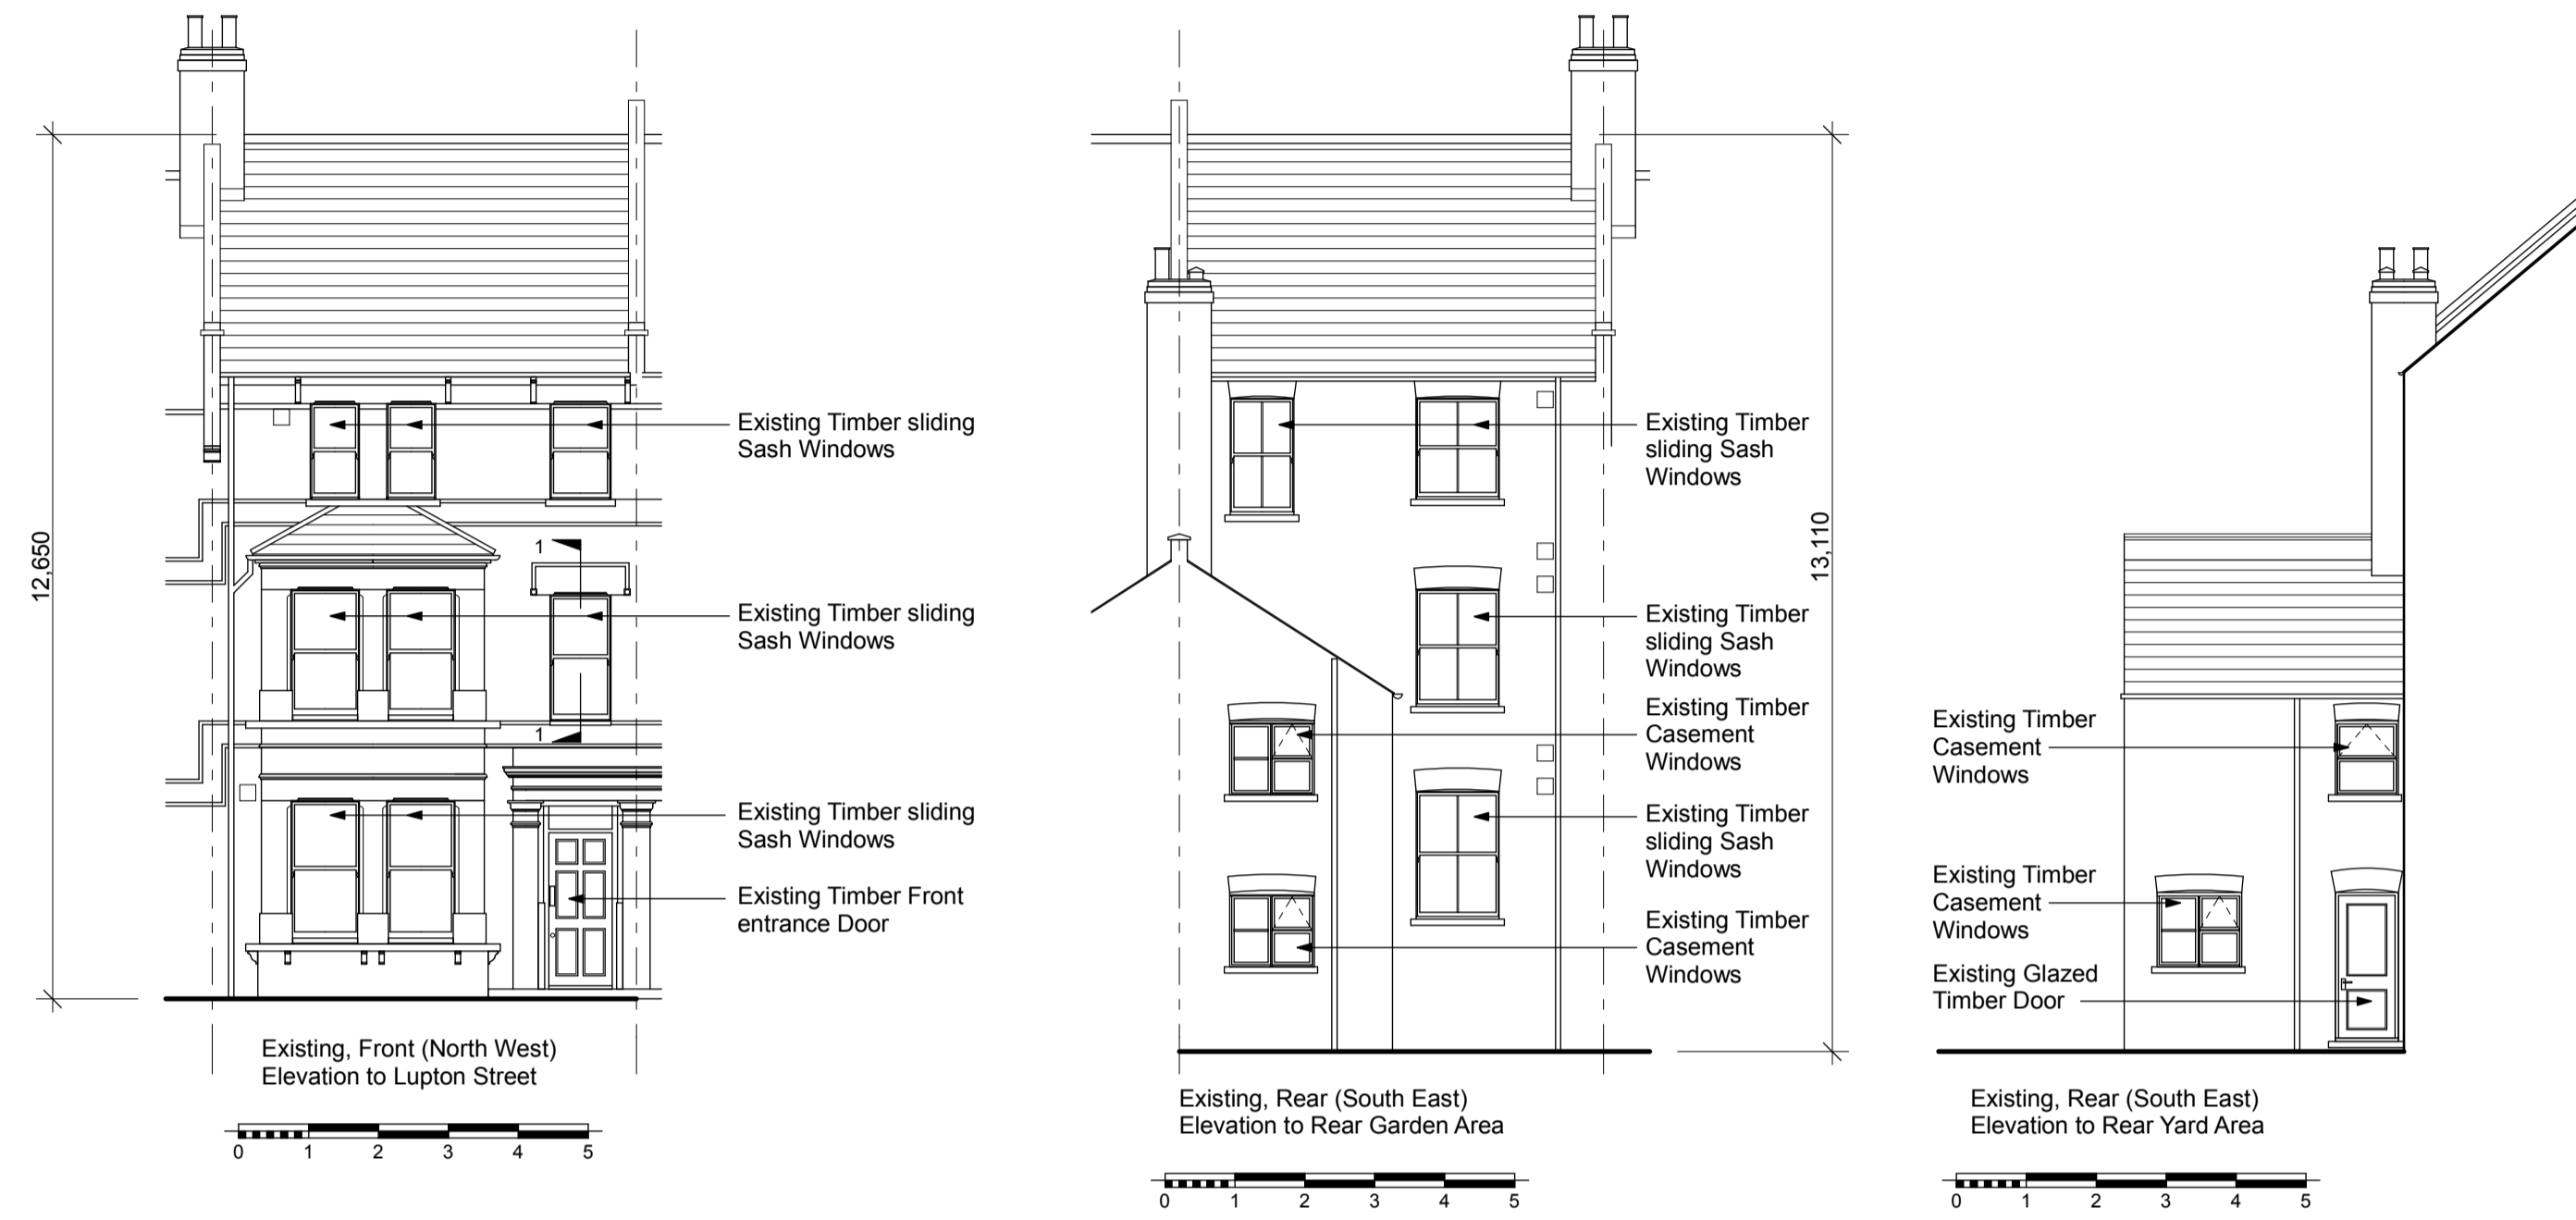 12,650
Existing Timber sliding
Sash Windows
1
Existing Timber sliding
Sash Windows
1
Existing Timber sliding
Sash Windows
Existing Timber Front
entrance Door
Existing, Front (North West)
Elevation to Lupton Street
0 1 2 3 4 5
Existing Timber
sliding Sash
Windows
13,110
Existing Timber
sliding Sash
Windows
Existing Timber
Casement
Windows
Existing Timber
sliding Sash
Windows
Existing Timber
Casement
Windows
Existing, Rear (South East)
Elevation to Rear Garden Area
0 1 2 3 4 5
Existing Timber
Casement
Windows
Existing Timber
Casement
Windows
Existing Glazed
Timber Door
Existing, Rear (South East)
Elevation to Rear Yard Area
0 1 2 3 4 5